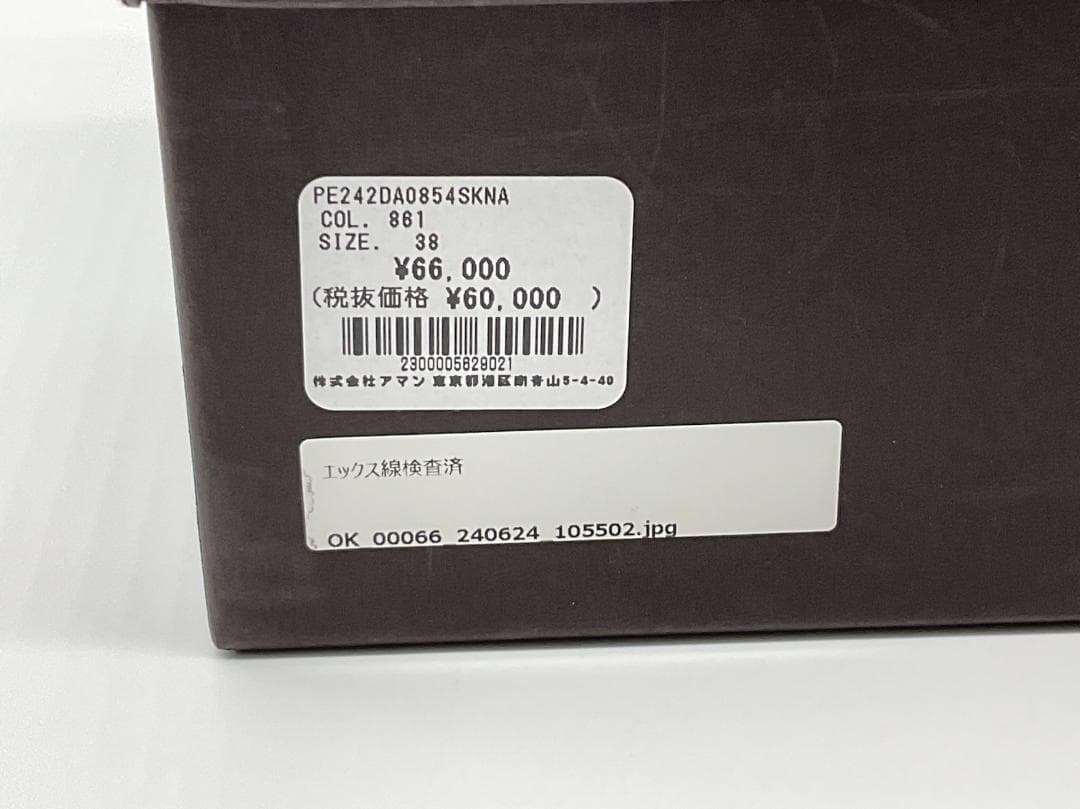 PE242DA0854SKNA
COL. 861
SIZE. 38
¥66,000
(税抜価格 ¥60,000 )
2300005629021
株式会社アマン 東京都港区南青山5-4-40
エックス線検査済
OK 00066 240624 105502.jpg